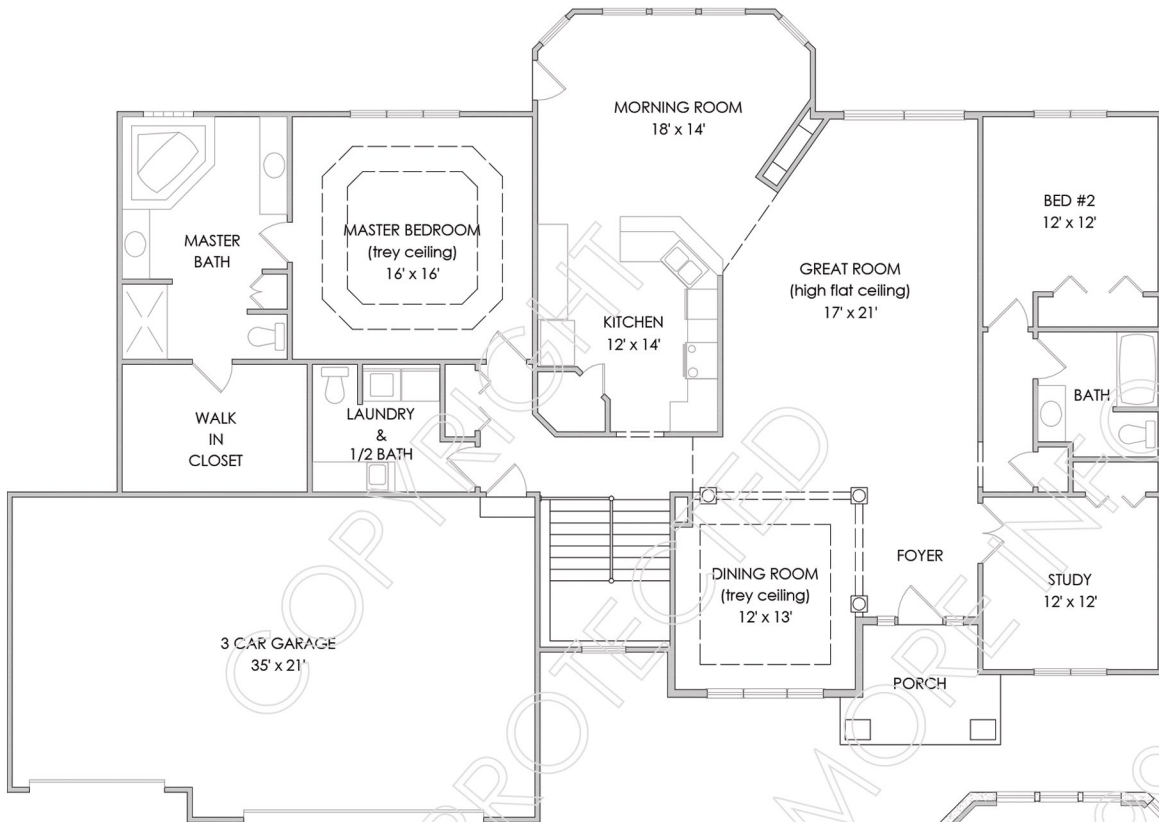 MORNING ROOM
18' x 14'
MASTER BATH
MASTER BEDROOM
(trey ceiling)
16' x 16'
BED #2
12' x 12'
GREAT ROOM
(high flat ceiling)
17' x 21'
KITCHEN
12' x 14'
WALK
IN
CLOSET
LAUNDRY
&
1/2 BATH
BATH
3 CAR GARAGE
35' x 21'
DINING ROOM
(trey ceiling)
12' x 13'
FOYER
STUDY
12' x 12'
PORCH
COPYRIGHT
PROTECTED
MORE INFO